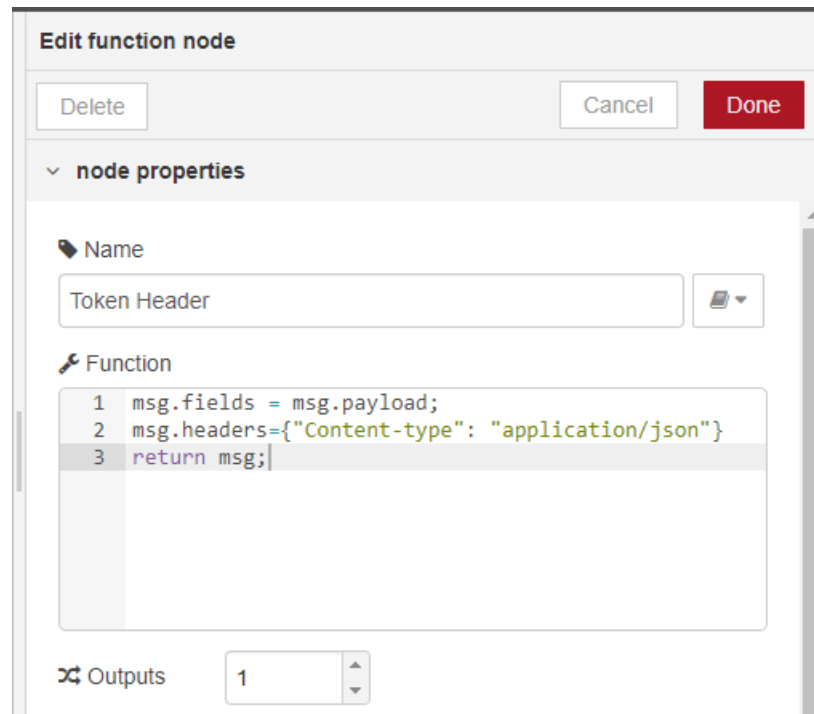 Edit function node
Delete Cancel Done
node properties
Name
Token Header
Function
1 msg.fields = msg.payload;
2 msg.headers={"Content-type": "application/json"}
3 return msg;
Outputs 1